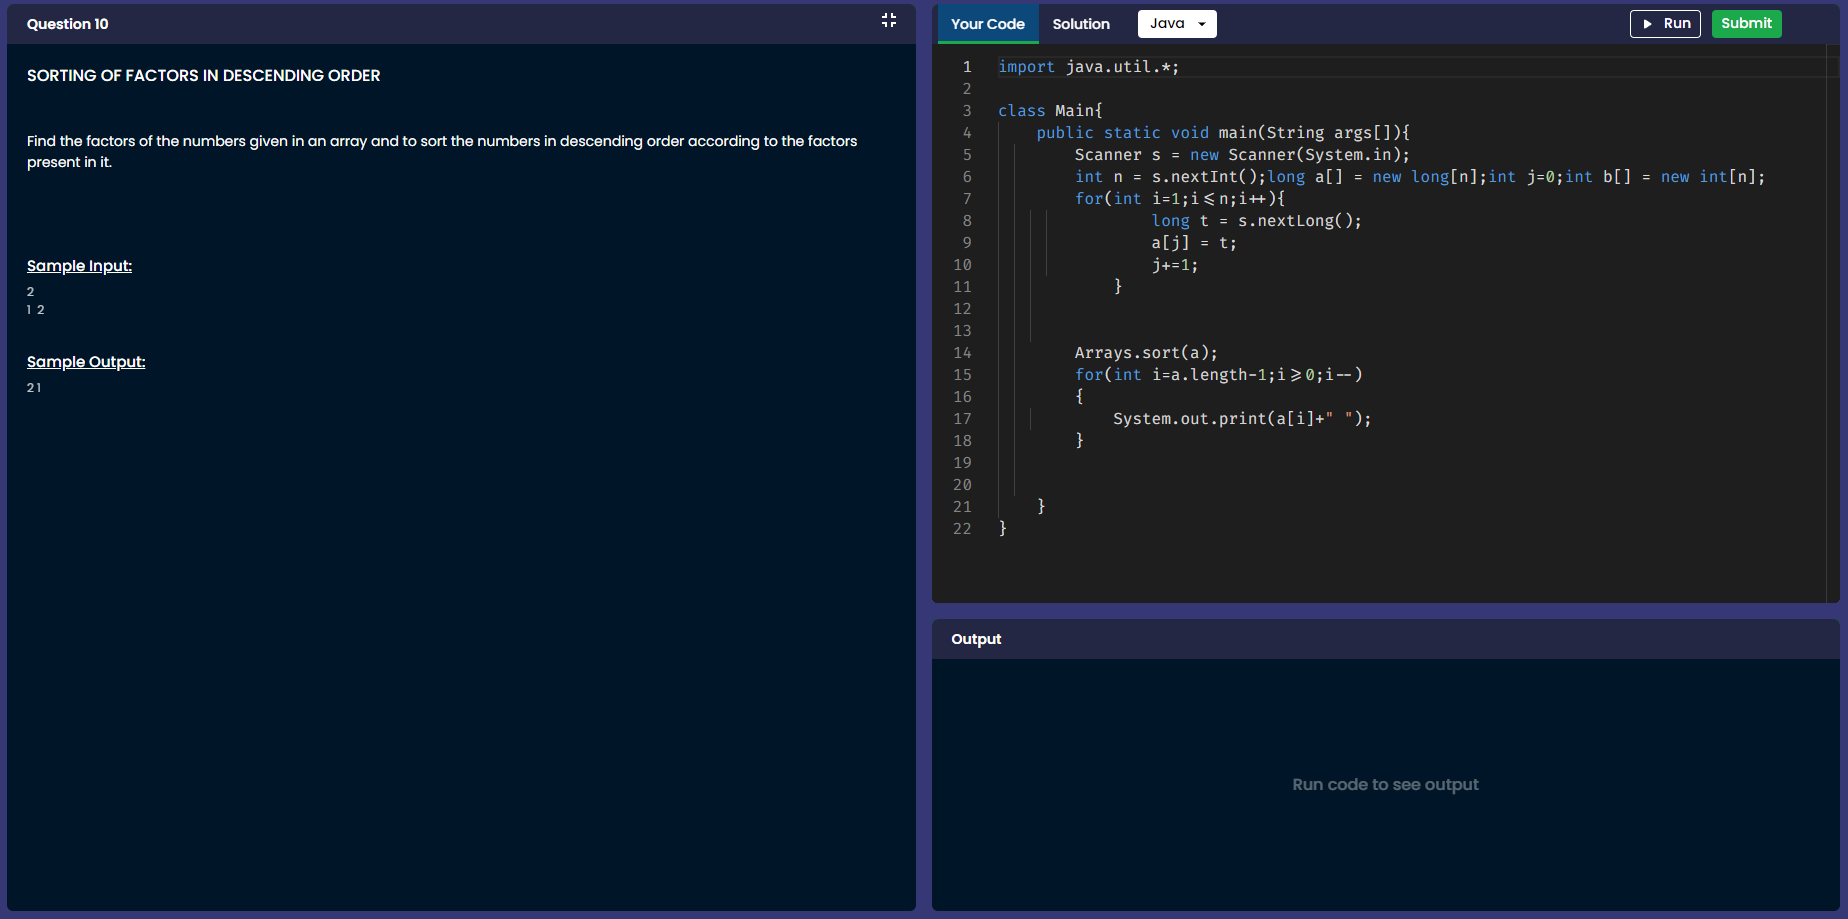 Question 10
SORTING OF FACTORS IN DESCENDING ORDER
Find the factors of the numbers given in an array and to sort the numbers in descending order according to the factors
present in it.
Sample Input:
2
1 2
Sample Output:
2 1
Your Code Solution Java Run Submit
1 import java.util.*;
2
3 class Main{
4 public static void main(String args[]){
5 Scanner s = new Scanner(System.in);
6 int n = s.nextInt();long a[] = new long[n];int j=0;int b[] = new int[n];
7 for(int i=1;i<=n;i++){
8 long t = s.nextLong();
9 a[j] = t;
10 j+=1;
11 }
12
13
14 Arrays.sort(a);
15 for(int i=a.length-1;i>=0;i--)
16 {
17 System.out.print(a[i]+" ");
18 }
19
20
21 }
22 }
Output
Run code to see output